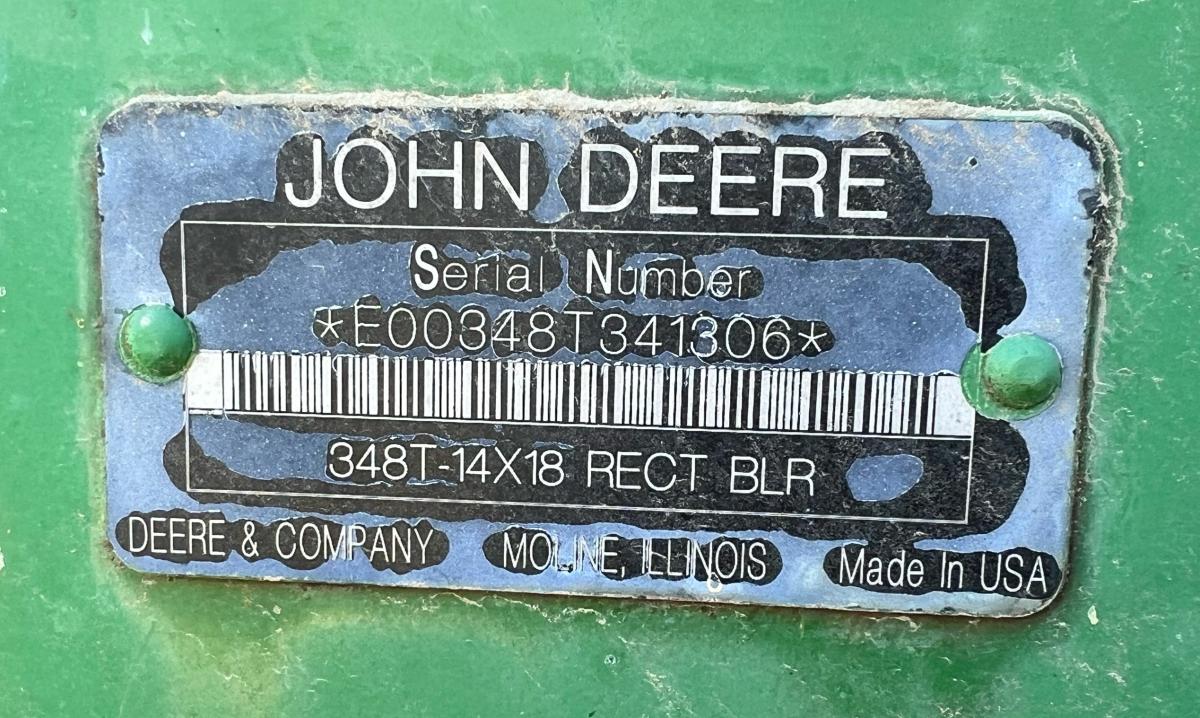 JOHN DEERE
Serial Number
*E00348T341306*
348T-14X18 RECT BLR
DEERE & COMPANY MOLINE, ILLINOIS Made In USA